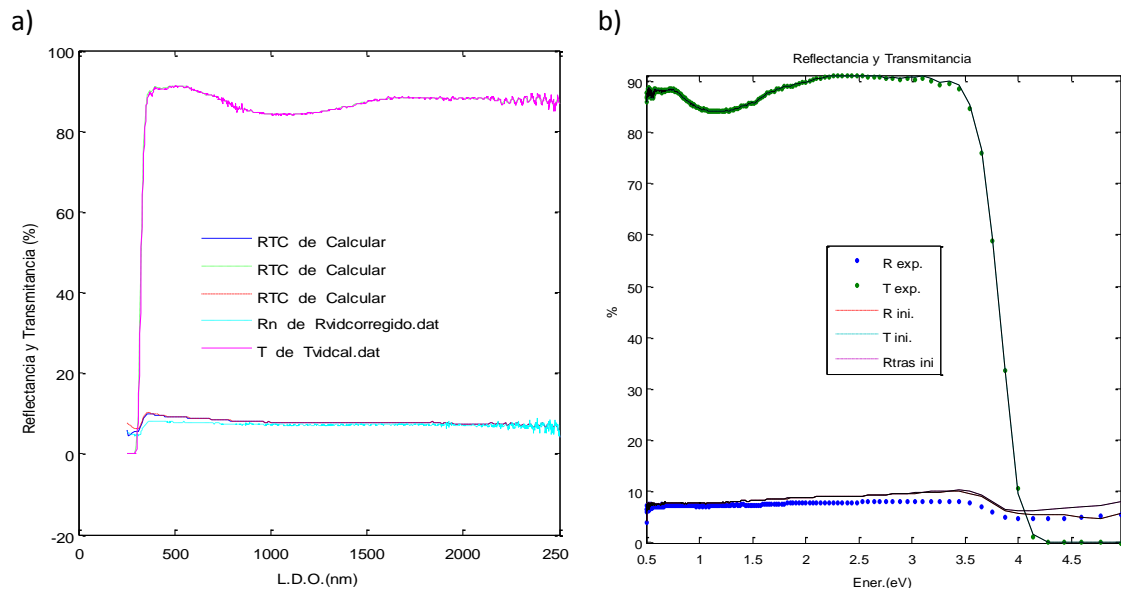 a)
100
80
60
40
20
0
-20
Reflectancia y Transmitancia (%)
RTC de Calcular
RTC de Calcular
RTC de Calcular
Rn de Rvidcorregido.dat
T de Tvidcal.dat
0 500 1000 1500 2000 2500
L.D.O.(nm)
b)
Reflectancia y Transmitancia
90
80
70
60
50
40
30
20
10
0
%
R exp.
T exp.
R ini.
T ini.
Rtras ini
0.5 1 1.5 2 2.5 3 3.5 4 4.5
Ener.(eV)